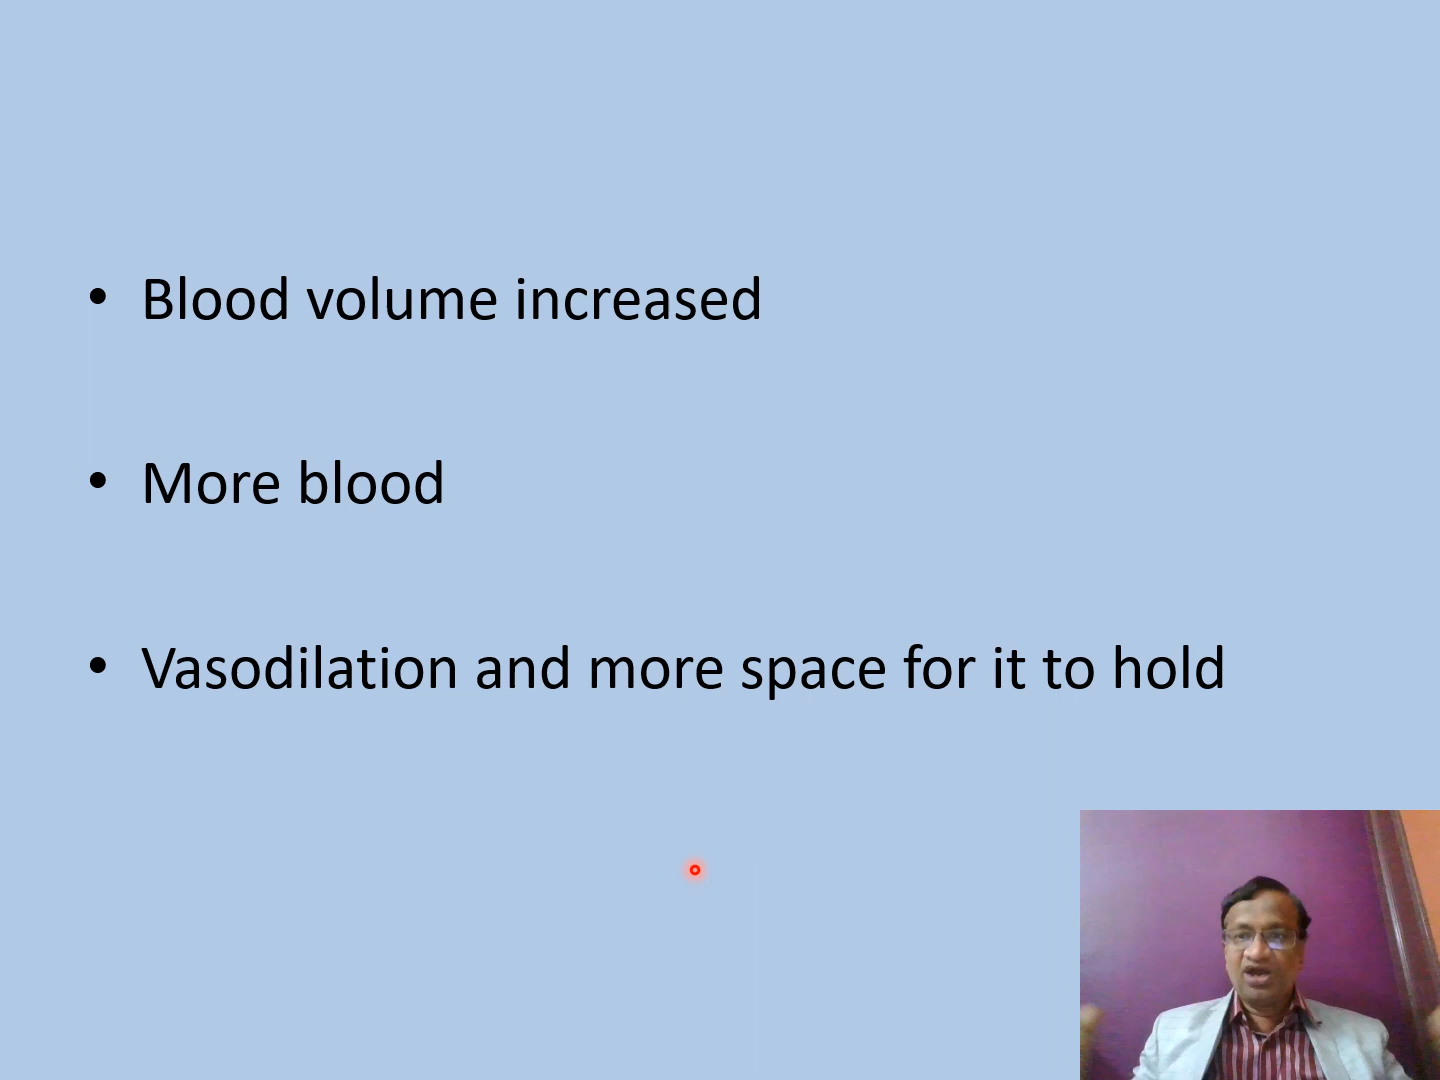 • Blood volume increased
• More blood
• Vasodilation and more space for it to hold